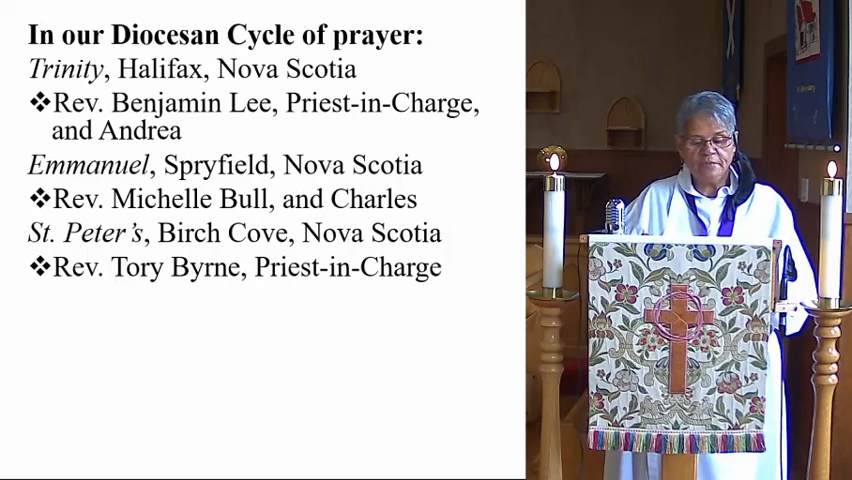 In our Diocesan Cycle of prayer:
Trinity, Halifax, Nova Scotia
❖Rev. Benjamin Lee, Priest-in-Charge,
and Andrea
Emmanuel, Spryfield, Nova Scotia
❖Rev. Michelle Bull, and Charles
St. Peter’s, Birch Cove, Nova Scotia
❖Rev. Tory Byrne, Priest-in-Charge